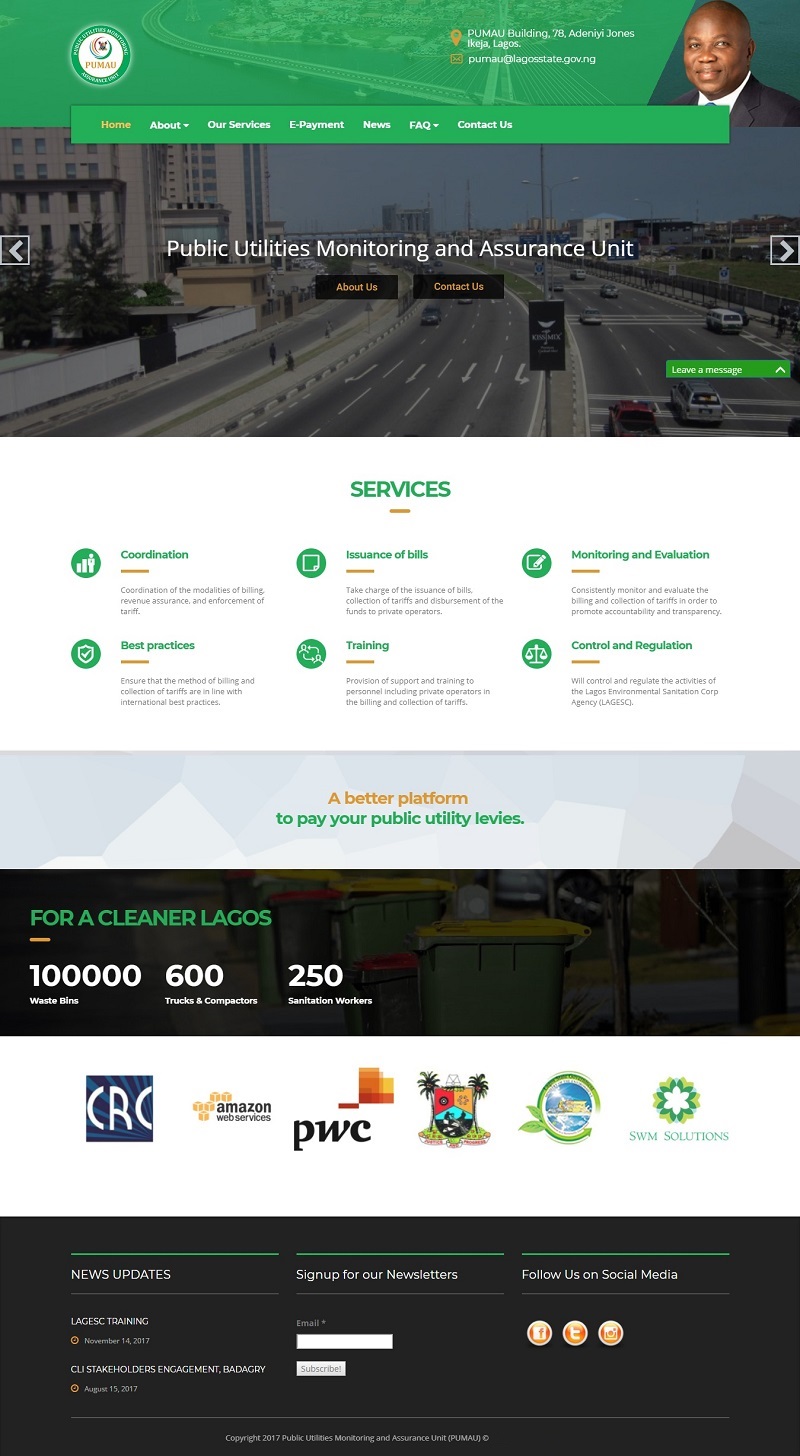 PUBLIC UTILITIES MONITORING
PUMAU
ASSURANCE UNIT
PUMAU Building, 78, Adeniyi Jones
Ikeja, Lagos.
pumau@lagosstate.gov.ng
Home About Our Services E-Payment News FAQ Contact Us
Public Utilities Monitoring and Assurance Unit
About Us Contact Us
KISSMIX
Leave a message
SERVICES
Coordination
Coordination of the modalities of billing,
revenue assurance, and enforcement of
tariff.
Issuance of bills
Take charge of the issuance of bills,
collection of tariffs and disbursement of the
funds to private operators.
Monitoring and Evaluation
Consistently monitor and evaluate the
billing and collection of tariffs in order to
promote accountability and transparency.
Best practices
Ensure that the method of billing and
collection of tariffs are in line with
international best practices.
Training
Provision of support and training to
personnel including private operators in
the billing and collection of tariffs.
Control and Regulation
Will control and regulate the activities of
the Lagos Environmental Sanitation Corp
Agency (LAGESC).
A better platform
to pay your public utility levies.
FOR A CLEANER LAGOS
100000 600 250
Waste Bins Trucks & Compactors Sanitation Workers
CRC
amazon
web services
pwc
JUSTICE AND PROGRESS
SWM SOLUTIONS
NEWS UPDATES
LAGESC TRAINING
November 14, 2017
CLI STAKEHOLDERS ENGAGEMENT, BADAGRY
August 15, 2017
Signup for our Newsletters
Email *
Subscribe!
Follow Us on Social Media
Copyright 2017 Public Utilities Monitoring and Assurance Unit (PUMAU) ©